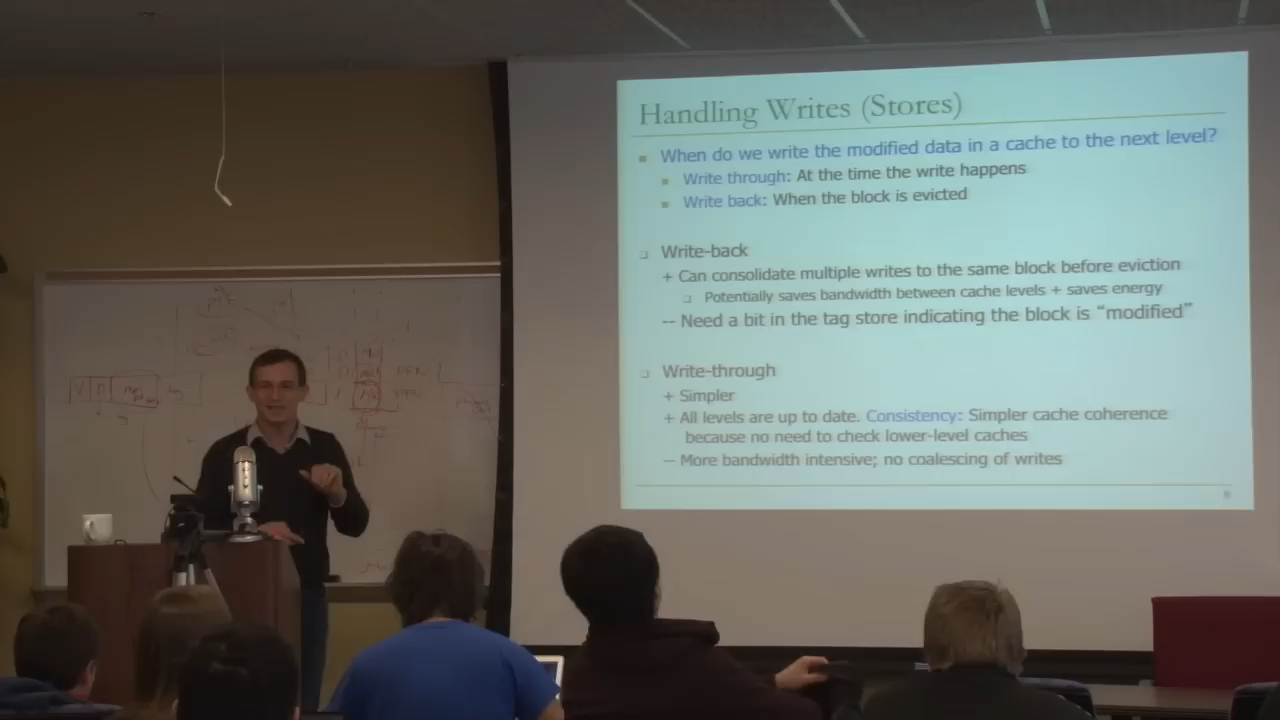 Handling Writes (Stores)
When do we write the modified data in a cache to the next level?
Write through: At the time the write happens
Write back: When the block is evicted
Write-back
+ Can consolidate multiple writes to the same block before eviction
Potentially saves bandwidth between cache levels + saves energy
-- Need a bit in the tag store indicating the block is “modified”
Write-through
+ Simpler
+ All levels are up to date. Consistency: Simpler cache coherence
because no need to check lower-level caches
-- More bandwidth intensive; no coalescing of writes